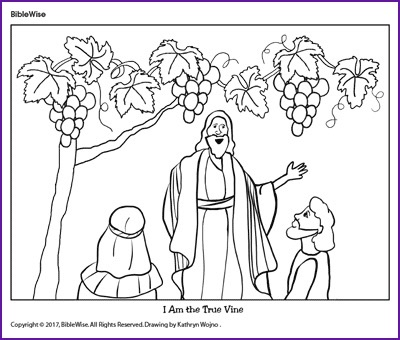 BibleWise
I Am the True Vine
Copyright © 2017, BibleWise. All Rights Reserved. Drawing by Kathryn Wojno .